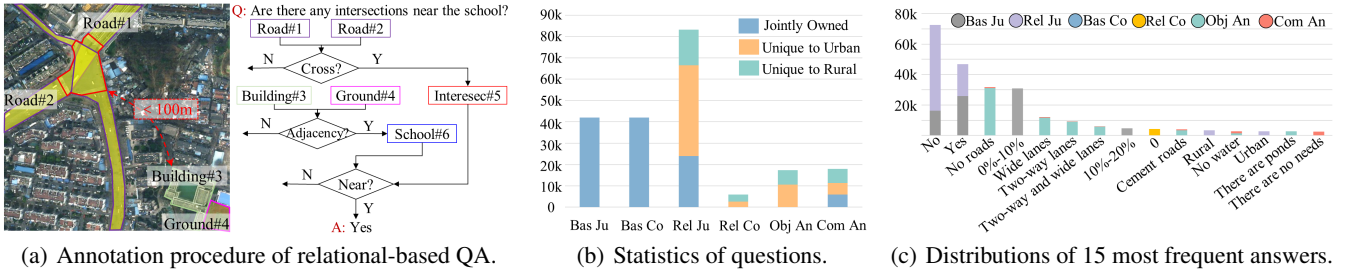 Road#1
Road#2
< 100m
Building#3
Ground#4
Q: Are there any intersections near the school?
Road#1 Road#2
N Cross? Y
Building#3 Ground#4 Interesec#5
N Adjacency? Y School#6
N Near?
Y
A: Yes
(a) Annotation procedure of relational-based QA.
90k
80k
70k
60k
50k
40k
30k
20k
10k
0
Jointly Owned
Unique to Urban
Unique to Rural
Bas Ju Bas Co Rel Ju Rel Co Obj An Com An
(b) Statistics of questions.
Bas Ju Rel Ju Bas Co Rel Co Obj An Com An
80k
60k
40k
20k
No
Yes
No roads
0%-10%
Wide lanes
Two-way lanes
Two-way and wide lanes
10%-20%
0
Cement roads
Rural
No water
Urban
There are ponds
There are no needs
(c) Distributions of 15 most frequent answers.